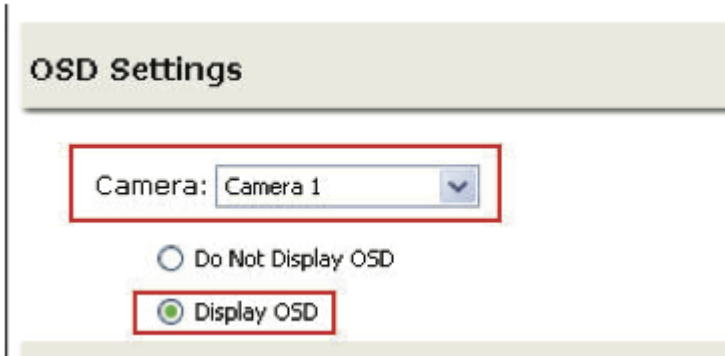 OSD Settings
Camera: Camera 1
Do Not Display OSD
Display OSD